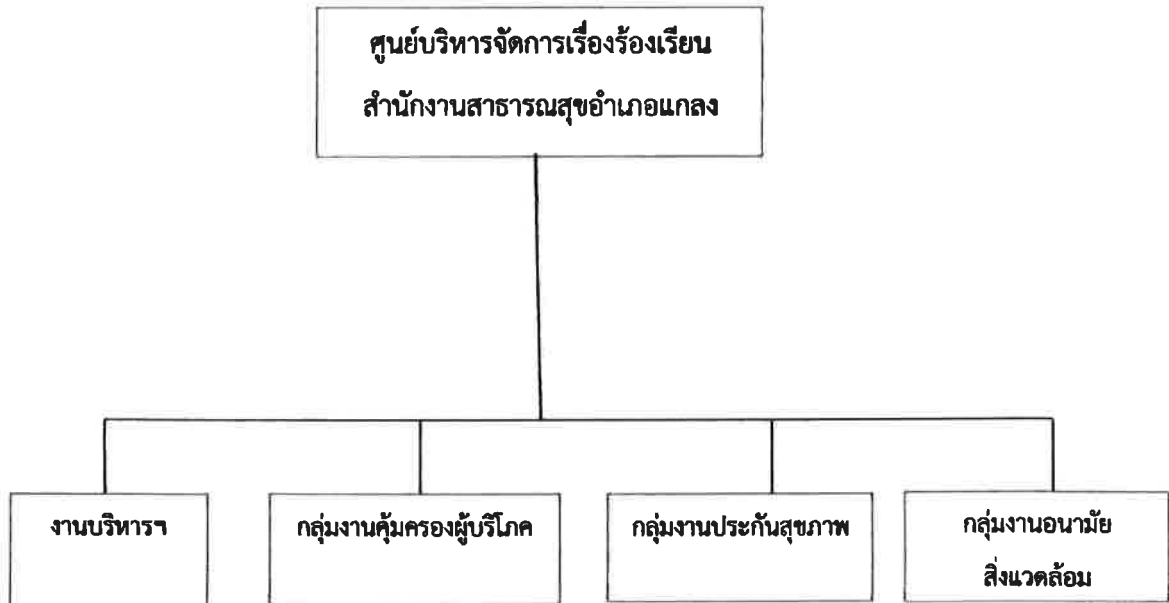 ศูนย์บริหารจัดการเรื่องร้องเรียน
สำนักงานสาธารณสุขอำเภอแกลง
งานบริหารฯ
กลุ่มงานคุ้มครองผู้บริโภค
กลุ่มงานประกันสุขภาพ
กลุ่มงานอนามัย
สิ่งแวดล้อม